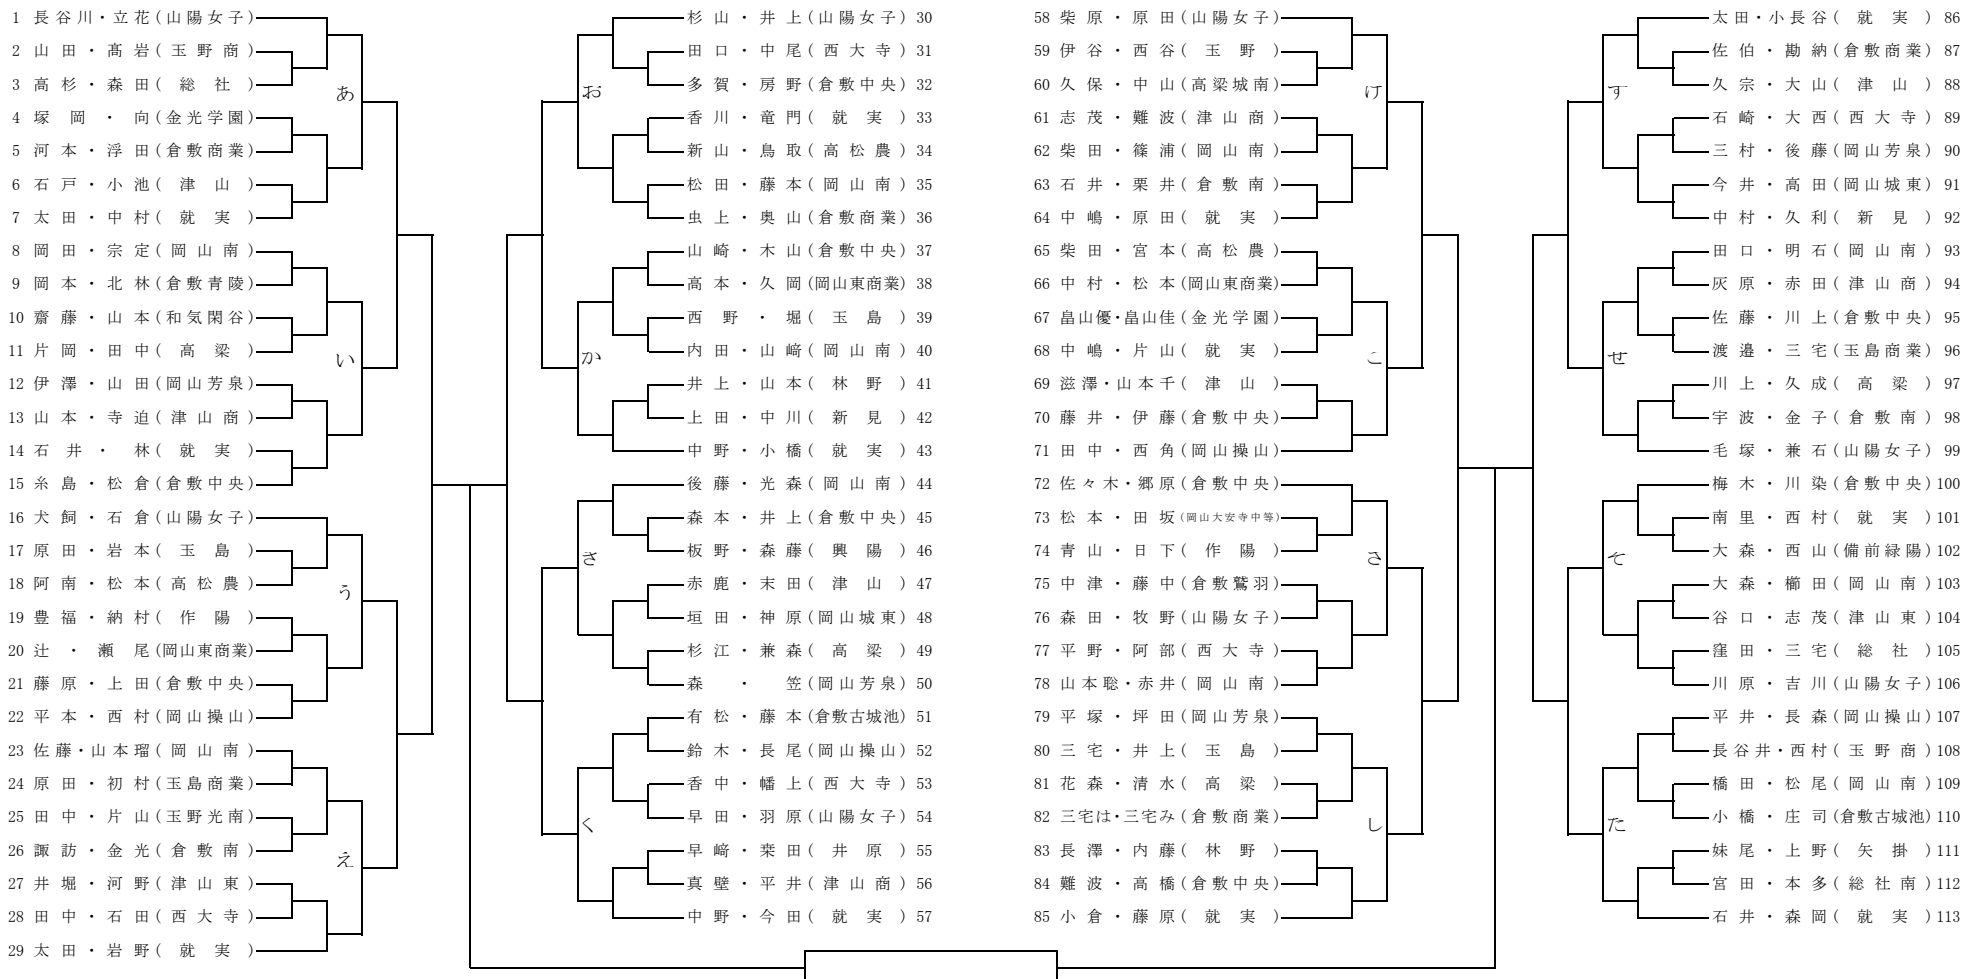 1 長谷川・立花(山陽女子)
2 山田・髙岩(玉野商)
3 高杉・森田(総社)
あ
4 塚岡・向(金光学園)
5 河本・浮田(倉敷商業)
6 石戸・小池(津山)
7 太田・中村(就実)
8 岡田・宗定(岡山南)
9 岡本・北林(倉敷青陵)
10 齋藤・山本(和気閑谷)
11 片岡・田中(高梁)
い
12 伊澤・山田(岡山芳泉)
13 山本・寺迫(津山商)
14 石井・林(就実)
15 糸島・松倉(倉敷中央)
16 犬飼・石倉(山陽女子)
17 原田・岩本(玉島)
18 阿南・松本(高松農)
う
19 豊福・納村(作陽)
20 辻・瀬尾(岡山東商業)
21 藤原・上田(倉敷中央)
22 平本・西村(岡山操山)
23 佐藤・山本瑠(岡山南)
24 原田・初村(玉島商業)
25 田中・片山(玉野光南)
26 諏訪・金光(倉敷南)
え
27 井堀・河野(津山東)
28 田中・石田(西大寺)
29 太田・岩野(就実)
杉山・井上(山陽女子) 30
田口・中尾(西大寺) 31
多賀・房野(倉敷中央) 32
お
香川・竜門(就実) 33
新山・鳥取(高松農) 34
松田・藤本(岡山南) 35
虫上・奥山(倉敷商業) 36
山崎・木山(倉敷中央) 37
高本・久岡(岡山東商業) 38
西野・堀(玉島) 39
内田・山﨑(岡山南) 40
か
井上・山本(林野) 41
上田・中川(新見) 42
中野・小橋(就実) 43
後藤・光森(岡山南) 44
森本・井上(倉敷中央) 45
板野・森藤(興陽) 46
き
赤鹿・末田(津山) 47
垣田・神原(岡山城東) 48
杉江・兼森(高梁) 49
森・笠(岡山芳泉) 50
有松・藤本(倉敷古城池) 51
鈴木・長尾(岡山操山) 52
香中・幡上(西大寺) 53
早田・羽原(山陽女子) 54
く
早﨑・栞田(井原) 55
真壁・平井(津山商) 56
中野・今田(就実) 57
58 柴原・原田(山陽女子)
59 伊谷・西谷(玉野)
60 久保・中山(高梁城南)
け
61 志茂・難波(津山商)
62 柴田・篠浦(岡山南)
63 石井・栗井(倉敷南)
64 中嶋・原田(就実)
65 柴田・宮本(高松農)
66 中村・松本(岡山東商業)
67 畠山優・畠山佳(金光学園)
68 中嶋・片山(就実)
こ
69 滋澤・山本千(津山)
70 藤井・伊藤(倉敷中央)
71 田中・西角(岡山操山)
72 佐々木・郷原(倉敷中央)
73 松本・田坂(岡山大安寺中等)
74 青山・日下(作陽)
さ
75 中津・藤中(倉敷鷲羽)
76 森田・牧野(山陽女子)
77 平野・阿部(西大寺)
78 山本聡・赤井(岡山南)
79 平塚・坪田(岡山芳泉)
80 三宅・井上(玉島)
81 花森・清水(高梁)
82 三宅は・三宅み(倉敷商業)
し
83 長澤・内藤(林野)
84 難波・高橋(倉敷中央)
85 小倉・藤原(就実)
太田・小長谷(就実) 86
佐伯・勘納(倉敷商業) 87
久宗・大山(津山) 88
す
石崎・大西(西大寺) 89
三村・後藤(岡山芳泉) 90
今井・高田(岡山城東) 91
中村・久利(新見) 92
田口・明石(岡山南) 93
灰原・赤田(津山商) 94
佐藤・川上(倉敷中央) 95
渡邉・三宅(玉島商業) 96
せ
川上・久成(高梁) 97
宇波・金子(倉敷南) 98
毛塚・兼石(山陽女子) 99
梅木・川染(倉敷中央) 100
南里・西村(就実) 101
大森・西山(備前緑陽) 102
そ
大森・櫛田(岡山南) 103
谷口・志茂(津山東) 104
窪田・三宅(総社) 105
川原・吉川(山陽女子) 106
平井・長森(岡山操山) 107
長谷井・西村(玉野商) 108
橋田・松尾(岡山南) 109
小橋・庄司(倉敷古城池) 110
た
妹尾・上野(矢掛) 111
宮田・本多(総社南) 112
石井・森岡(就実) 113